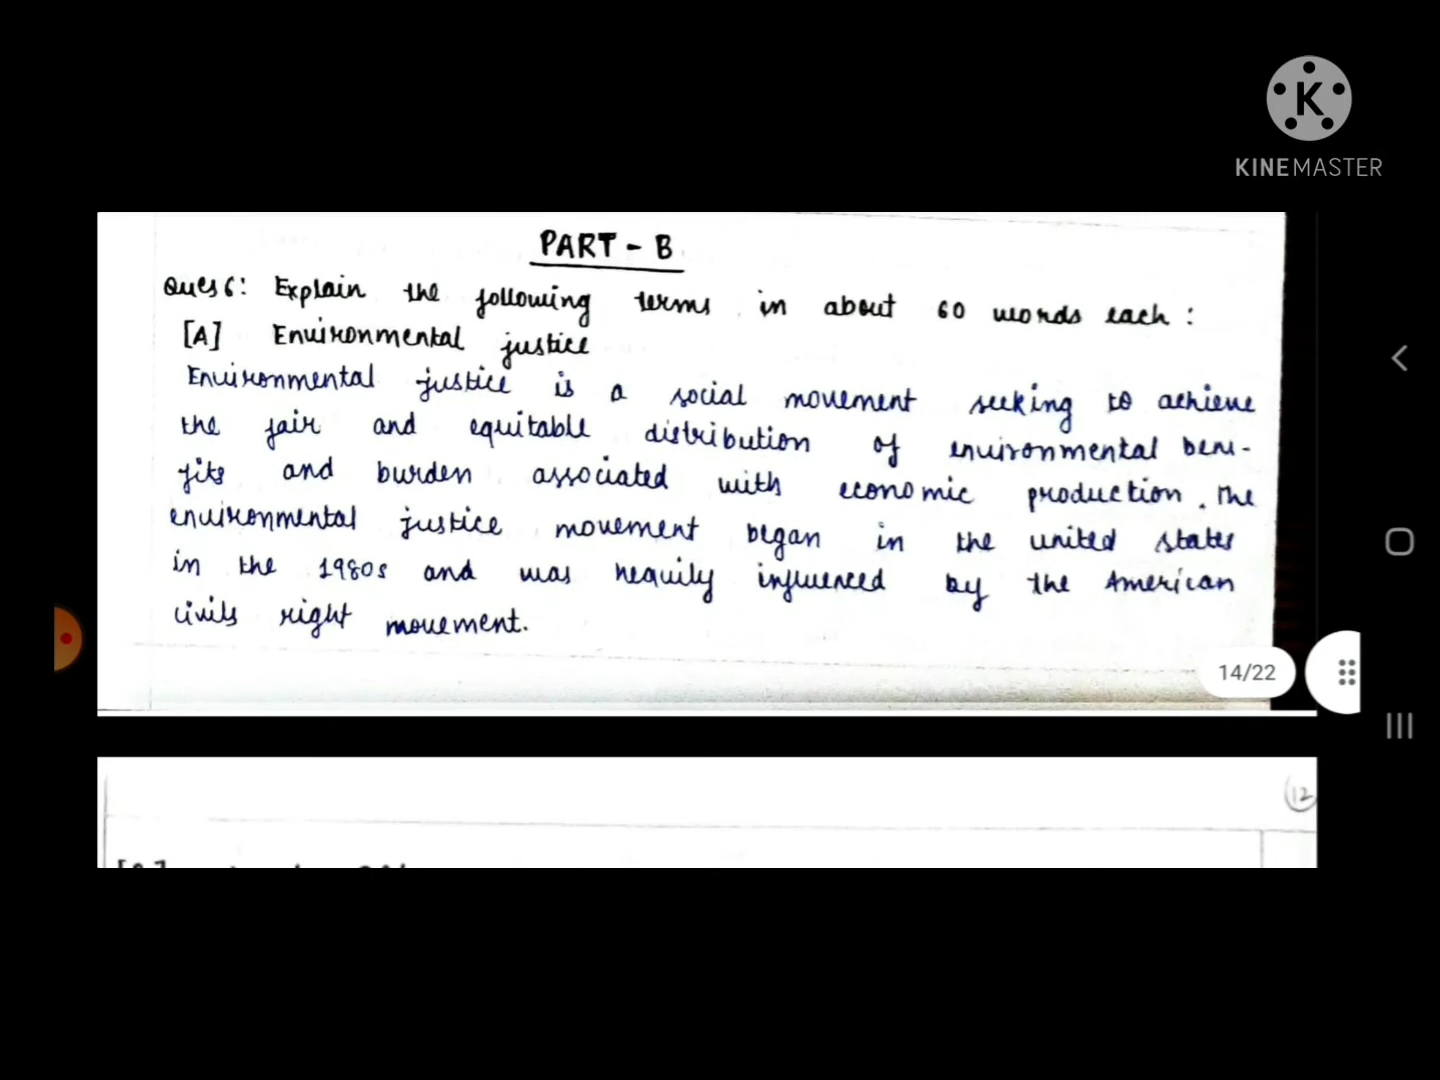 K
KINEMASTER
PART - B
Ques 6: Explain the following terms in about 60 words each :
[A] Environmental justice
Environmental justice is a social movement seeking to achieve
the fair and equitable distribution of environmental beni-
fits and burden associated with economic production. The
environmental justice movement began in the united states
in the 1980s and was heavily influenced by the American
civils right movement.
14/22
12